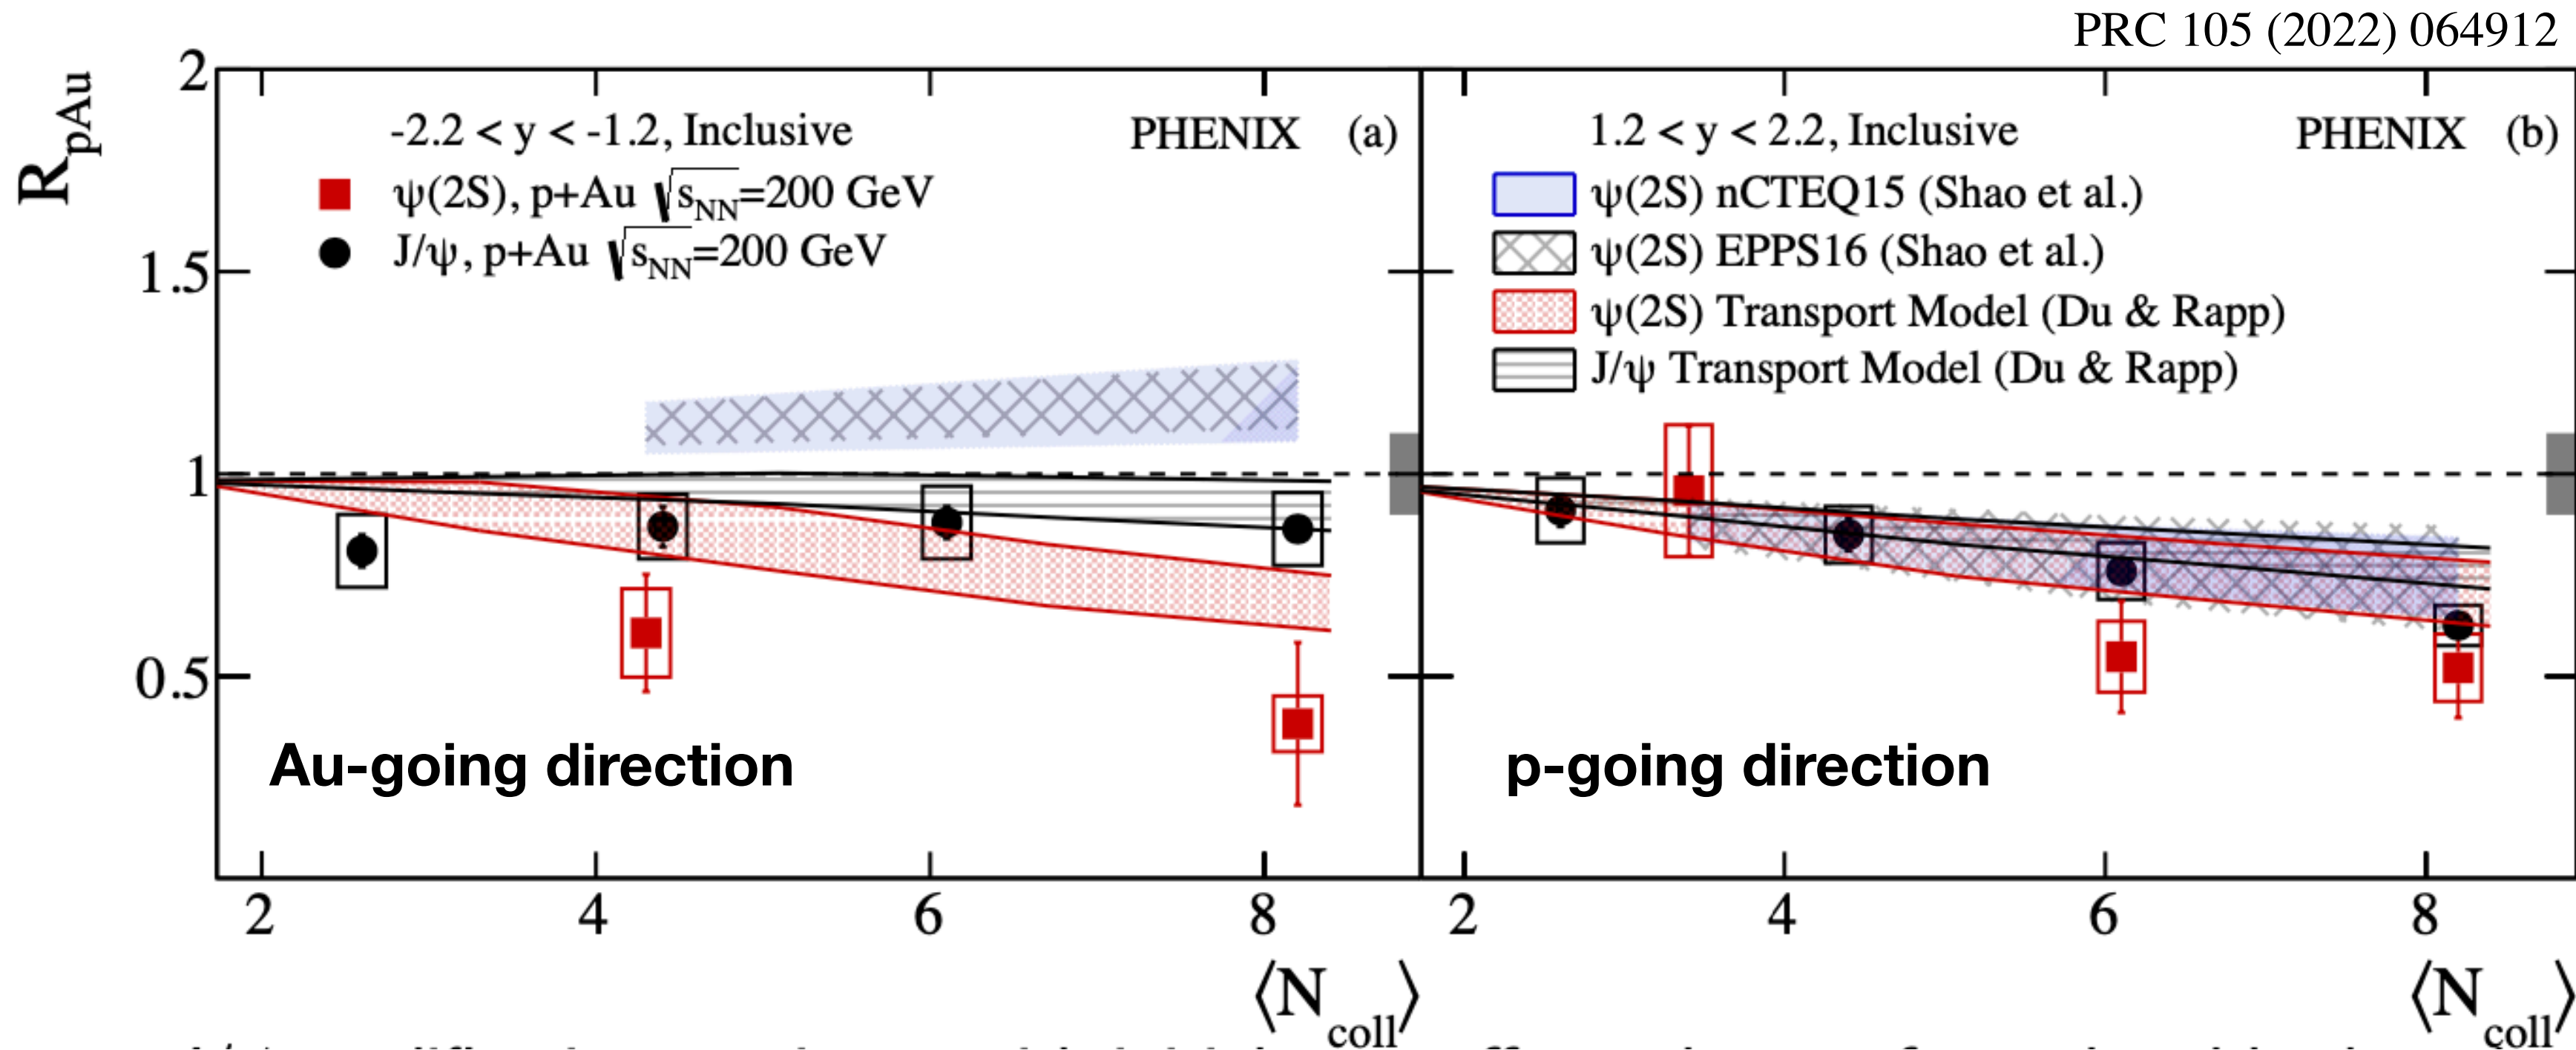 PRC 105 (2022) 064912
R_pAu
2
1.5
1
0.5
-2.2 < y < -1.2, Inclusive
PHENIX (a)
ψ(2S), p+Au √s_NN=200 GeV
J/ψ, p+Au √s_NN=200 GeV
Au-going direction
2 4 6 8
⟨N_coll⟩
1.2 < y < 2.2, Inclusive
PHENIX (b)
ψ(2S) nCTEQ15 (Shao et al.)
ψ(2S) EPPS16 (Shao et al.)
ψ(2S) Transport Model (Du & Rapp)
J/ψ Transport Model (Du & Rapp)
p-going direction
2 4 6 8
⟨N_coll⟩